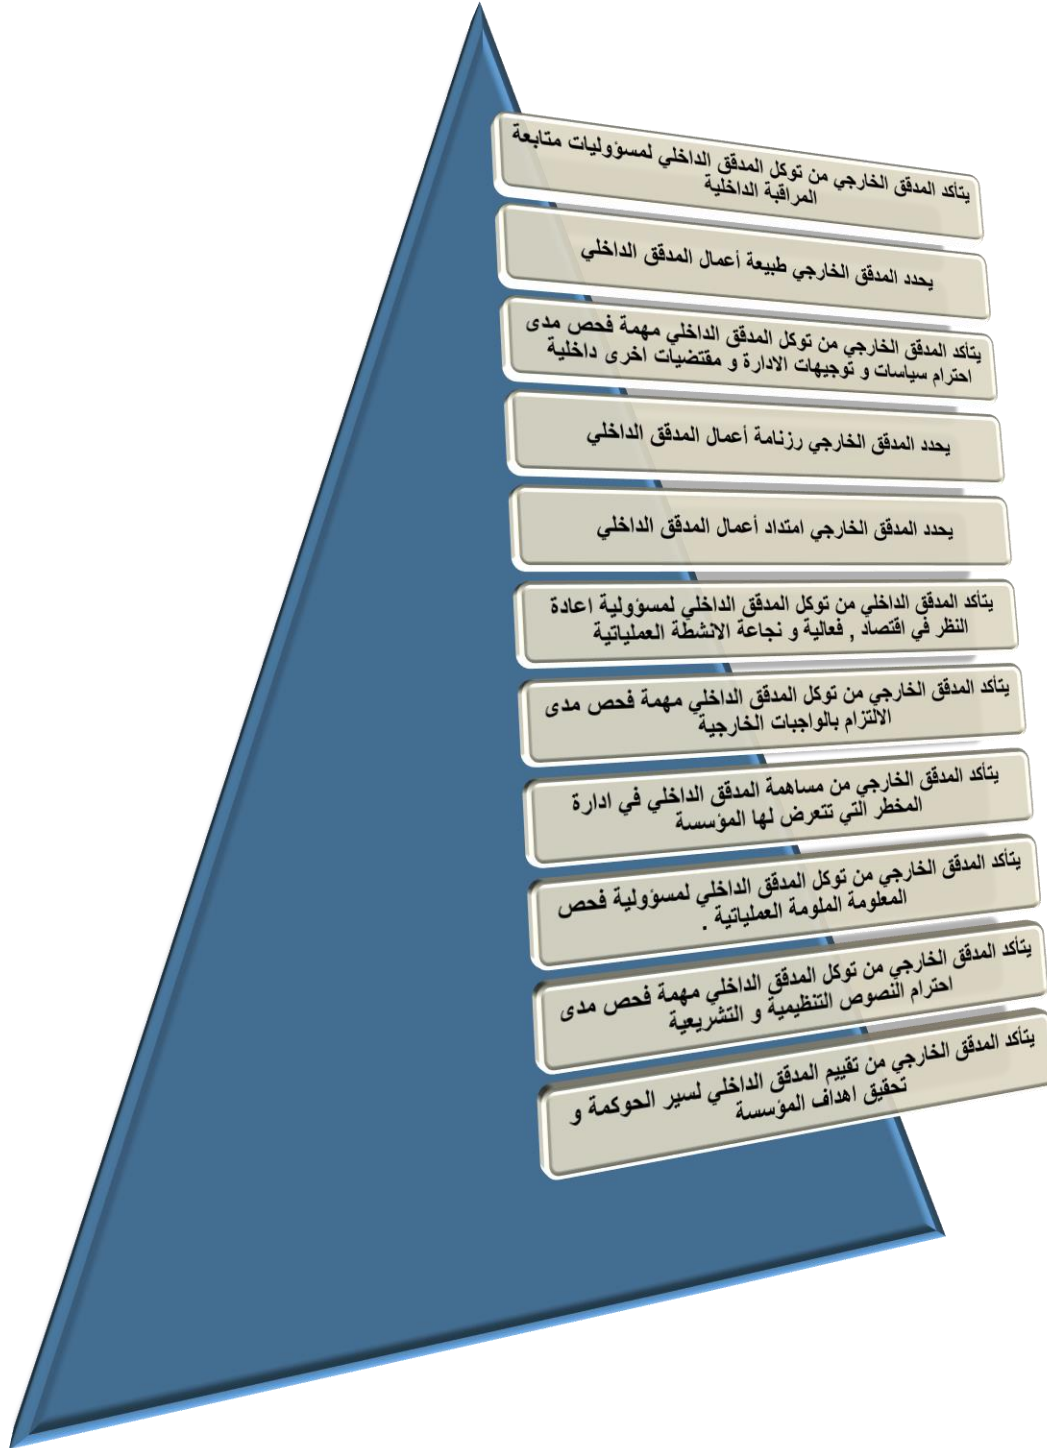 يتأكد المدقق الخارجي من توكل المدقق الداخلي لمسؤوليات متابعة
المراقبة الداخلية
يحدد المدقق الخارجي طبيعة أعمال المدقق الداخلي
يتأكد المدقق الخارجي من توكل المدقق الداخلي مهمة فحص مدى
احترام سياسات و توجيهات الادارة و مقتضيات اخرى داخلية
يحدد المدقق الخارجي رزنامة أعمال المدقق الداخلي
يحدد المدقق الخارجي امتداد أعمال المدقق الداخلي
يتأكد المدقق الداخلي من توكل المدقق الداخلي لمسؤولية اعادة
النظر في اقتصاد , فعالية و نجاعة الانشطة العملياتية
يتأكد المدقق الخارجي من توكل المدقق الداخلي مهمة فحص مدى
الالتزام بالواجبات الخارجية
يتأكد المدقق الخارجي من مساهمة المدقق الداخلي في ادارة
المخطر التي تتعرض لها المؤسسة
يتأكد المدقق الخارجي من توكل المدقق الداخلي لمسؤولية فحص
المعلومة الملومة العملياتية .
يتأكد المدقق الخارجي من توكل المدقق الداخلي مهمة فحص مدى
احترام النصوص التنظيمية و التشريعية
يتأكد المدقق الخارجي من تقييم المدقق الداخلي لسير الحوكمة و
تحقيق اهداف المؤسسة